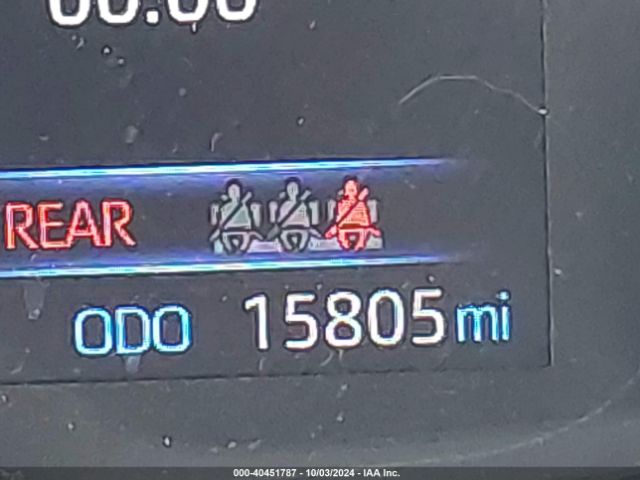 REAR
ODO 15805 mi
000-40451787 - 10/03/2024 - IAA Inc.